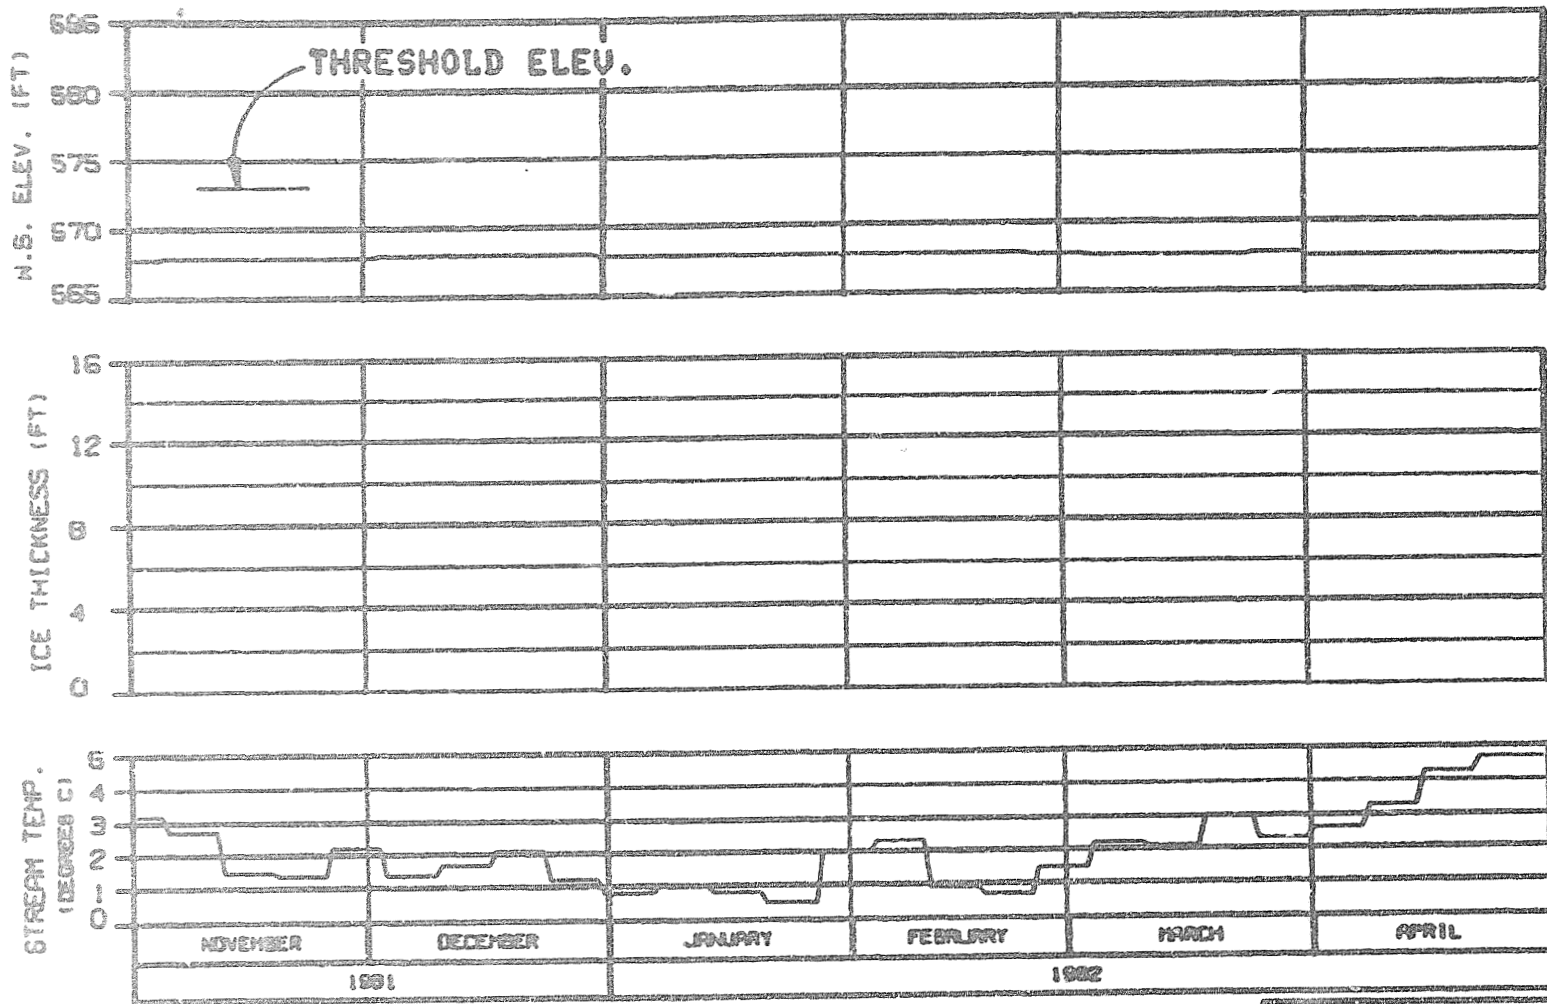 W.S. ELEV. (FT)
585
580
575
570
565
THRESHOLD ELEV.
ICE THICKNESS (FT)
16
12
8
4
0
STREAM TEMP.
(DEGREES C)
5
4
3
2
1
0
NOVEMBER
DECEMBER
JANUARY
FEBRUARY
MARCH
APRIL
1981
1982